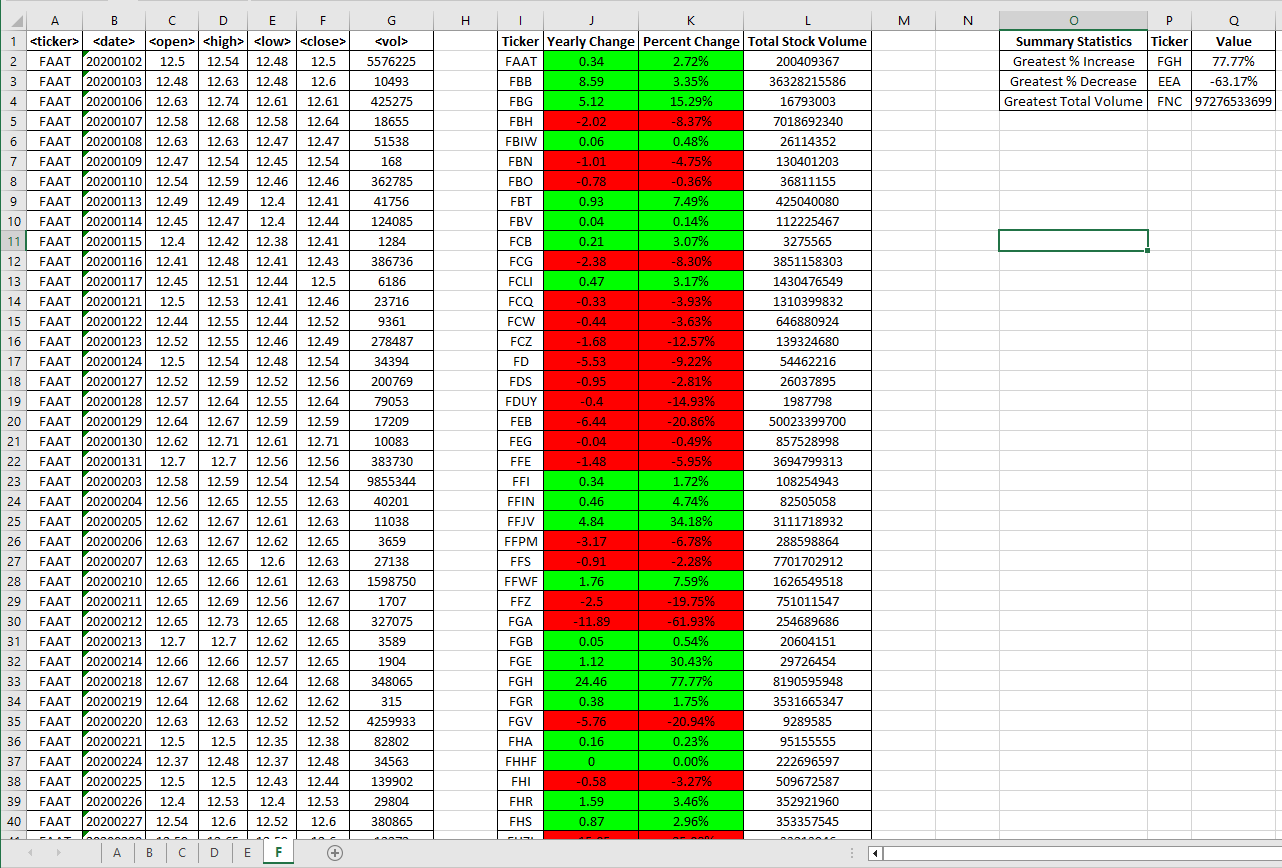 A B C D E F G H I J K L M N O P Q
1 <ticker> <date> <open> <high> <low> <close> <vol> Ticker Yearly Change Percent Change Total Stock Volume Summary Statistics Ticker Value
2 FAAT 20200102 12.5 12.54 12.48 12.5 5576225 FAAT 0.34 2.72% 200409367 Greatest % Increase FGH 77.77%
3 FAAT 20200103 12.48 12.63 12.48 12.6 10493 FBB 8.59 3.35% 36328215586 Greatest % Decrease EEA -63.17%
4 FAAT 20200106 12.63 12.74 12.61 12.61 425275 FBG 5.12 15.29% 16793003 Greatest Total Volume FNC 97276533699
5 FAAT 20200107 12.58 12.68 12.58 12.64 18655 FBH -2.02 -8.37% 7018692340
6 FAAT 20200108 12.63 12.63 12.47 12.47 51538 FBIW 0.06 0.48% 26114352
7 FAAT 20200109 12.47 12.54 12.45 12.54 168 FBN -1.01 -4.75% 130401203
8 FAAT 20200110 12.54 12.59 12.46 12.46 362785 FBO -0.78 -0.36% 36811155
9 FAAT 20200113 12.49 12.49 12.4 12.41 41756 FBT 0.93 7.49% 425040080
10 FAAT 20200114 12.45 12.47 12.4 12.44 124085 FBV 0.04 0.14% 112225467
11 FAAT 20200115 12.4 12.42 12.38 12.41 1284 FCB 0.21 3.07% 3275565
12 FAAT 20200116 12.41 12.48 12.41 12.43 386736 FCG -2.38 -8.30% 3851158303
13 FAAT 20200117 12.45 12.51 12.44 12.5 6186 FCLI 0.47 3.17% 1430476549
14 FAAT 20200121 12.5 12.53 12.41 12.46 23716 FCQ -0.33 -3.93% 1310399832
15 FAAT 20200122 12.44 12.55 12.44 12.52 9361 FCW -0.44 -3.63% 646880924
16 FAAT 20200123 12.52 12.55 12.46 12.49 278487 FCZ -1.68 -12.57% 139324680
17 FAAT 20200124 12.5 12.54 12.48 12.54 34394 FD -5.53 -9.22% 54462216
18 FAAT 20200127 12.52 12.59 12.52 12.56 200769 FDS -0.95 -2.81% 26037895
19 FAAT 20200128 12.57 12.64 12.55 12.64 79053 FDUY -0.4 -14.93% 1987798
20 FAAT 20200129 12.64 12.67 12.59 12.59 17209 FEB -6.44 -20.86% 50023399700
21 FAAT 20200130 12.62 12.71 12.61 12.71 10083 FEG -0.04 -0.49% 857528998
22 FAAT 20200131 12.7 12.7 12.56 12.56 383730 FFE -1.48 -5.95% 3694799313
23 FAAT 20200203 12.58 12.59 12.54 12.54 9855344 FFI 0.34 1.72% 108254943
24 FAAT 20200204 12.56 12.65 12.55 12.63 40201 FFIN 0.46 4.74% 82505058
25 FAAT 20200205 12.62 12.67 12.61 12.63 11038 FFJV 4.84 34.18% 3111718932
26 FAAT 20200206 12.63 12.67 12.62 12.65 3659 FFPM -3.17 -6.78% 288598864
27 FAAT 20200207 12.63 12.65 12.6 12.63 27138 FFS -0.91 -2.28% 7701702912
28 FAAT 20200210 12.65 12.66 12.61 12.63 1598750 FFWF 1.76 7.59% 1626549518
29 FAAT 20200211 12.65 12.69 12.56 12.67 1707 FFZ -2.5 -19.75% 751011547
30 FAAT 20200212 12.65 12.73 12.65 12.68 327075 FGA -11.89 -61.93% 254689686
31 FAAT 20200213 12.7 12.7 12.62 12.65 3589 FGB 0.05 0.54% 20604151
32 FAAT 20200214 12.66 12.66 12.57 12.65 1904 FGE 1.12 30.43% 29726454
33 FAAT 20200218 12.67 12.68 12.64 12.68 348065 FGH 24.46 77.77% 8190595948
34 FAAT 20200219 12.64 12.68 12.62 12.62 315 FGR 0.38 1.75% 3531665347
35 FAAT 20200220 12.63 12.63 12.52 12.52 4259933 FGV -5.76 -20.94% 9289585
36 FAAT 20200221 12.5 12.5 12.35 12.38 82802 FHA 0.16 0.23% 95155555
37 FAAT 20200224 12.37 12.48 12.37 12.48 34563 FHHF 0 0.00% 222696597
38 FAAT 20200225 12.5 12.5 12.43 12.44 139902 FHI -0.58 -3.27% 509672587
39 FAAT 20200226 12.4 12.53 12.4 12.53 29804 FHR 1.59 3.46% 352921960
40 FAAT 20200227 12.54 12.6 12.52 12.6 380865 FHS 0.87 2.96% 353357545
A B C D E F